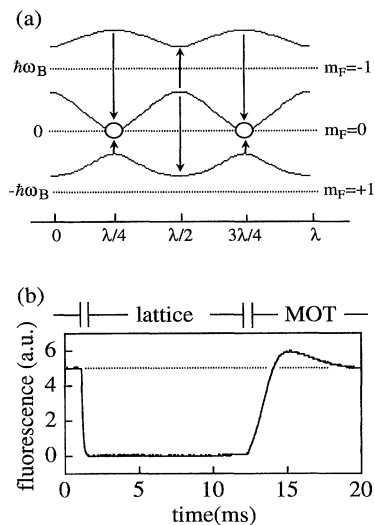 (a)
ħω_B m_F=-1
0 m_F=0
-ħω_B m_F=+1
0 λ/4 λ/2 3λ/4 λ
(b)
lattice MOT
fluorescence (a.u.)
6
4
2
0
0 5 10 15 20
time(ms)